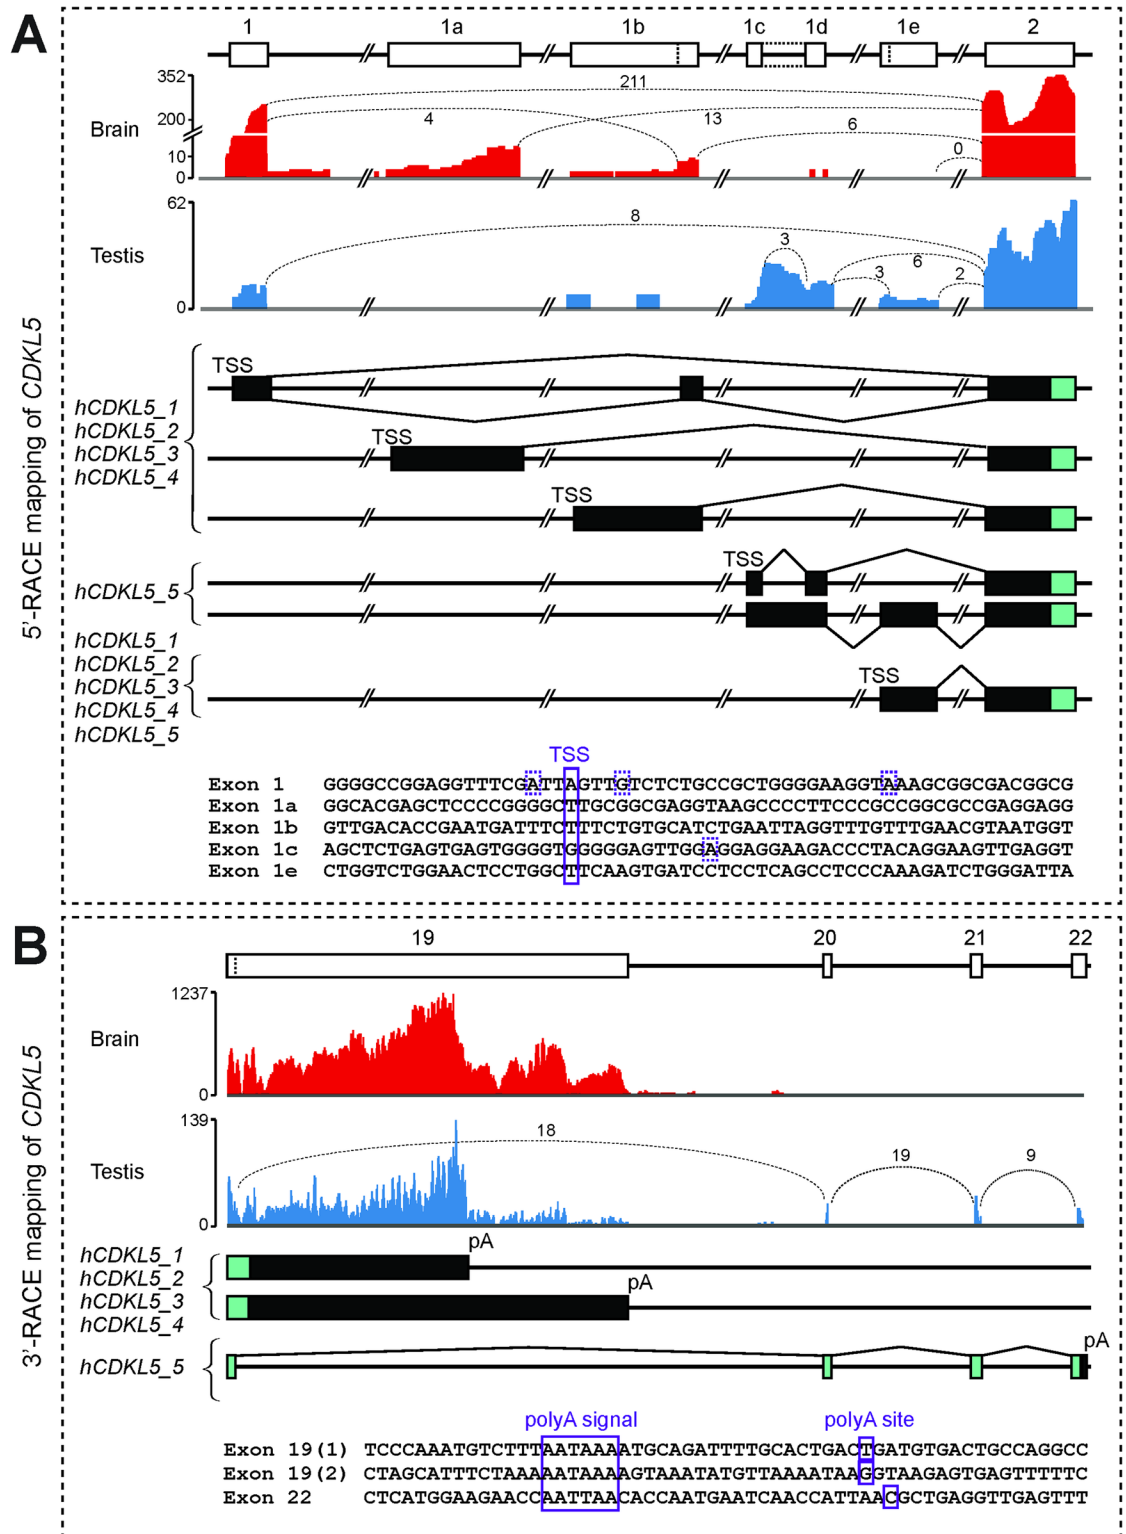 A
1 1a 1b 1c 1d 1e 2
5'-RACE mapping of CDKL5
Brain
352
200
10
0
211
4
13
6
0
Testis
62
0
8
3
3
6
2
TSS
hCDKL5_1
hCDKL5_2
hCDKL5_3
hCDKL5_4
TSS
TSS
TSS
hCDKL5_5
hCDKL5_1
hCDKL5_2
hCDKL5_3
hCDKL5_4
hCDKL5_5
TSS
TSS
Exon 1 GGGGCCGGAGGTTTCGATTAGTTGTCTCTGCCGCTGGGGAAGGTAAAGCGGCGACGGCG
Exon 1a GGCACGAGCTCCCCGGGGCTTGCGGCGAGGTAAGCCCCTTCCCGCCGGCGCCGAGGAGG
Exon 1b GTTGACACCGAATGATTTCTTTCTGTGCATCTGAATTAGGTTTGTTTGAACGTAATGGT
Exon 1c AGCTCTGAGTGAGTGGGGTGGGGGAGTTGGAGGAGGAAGACCCTACAGGAAGTTGAGGT
Exon 1e CTGGTCTGGAACTCCTGGCTTCAAGTGATCCTCCTCAGCCTCCCAAAGATCTGGGATTA
B
19 20 21 22
3'-RACE mapping of CDKL5
Brain
1237
0
Testis
139
0
18
19
9
hCDKL5_1
hCDKL5_2
hCDKL5_3
hCDKL5_4
pA
pA
hCDKL5_5
pA
polyA signal polyA site
Exon 19(1) TCCCAAATGTCTTTAATAAAATGCAGATTTTGCACTGACTGATGTGACTGCCAGGCC
Exon 19(2) CTAGCATTTCTAAAAATAAAAGTAAATATGTTAAAATAAGGTAAGAGTGAGTTTTTC
Exon 22 CTCATGGAAGAACCAATTAACACCAATGAATCAACCATTAACGCTGAGGTTGAGTTT